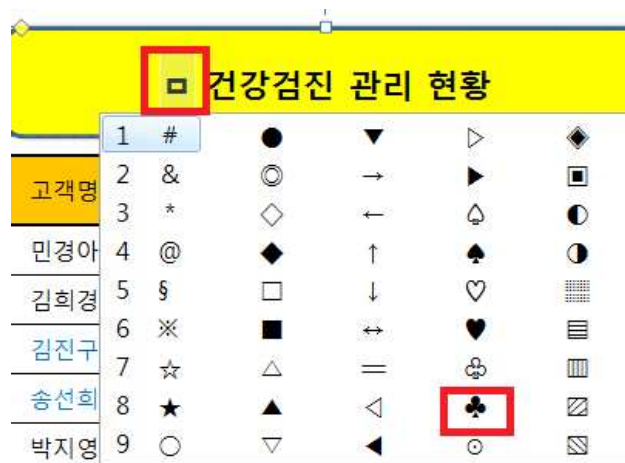 ㅁ 건강검진 관리 현황
1 # ● ▼ ▷ ◈
고객명
2 & ◎ → ▶ ▣
3 * ◇ ← ♤ ◐
민경아
4 @ ◆ ↑ ♠ ◑
김희경
5 § □ ↓ ♡ ▒
6 ※ ■ ↔ ♥ ▤
김진구
7 ☆ △ = ♧ ▥
송선희
8 ★ ▲ ◁ ♣ ▨
박지영
9 ○ ▽ ◀ ⊙ ▧